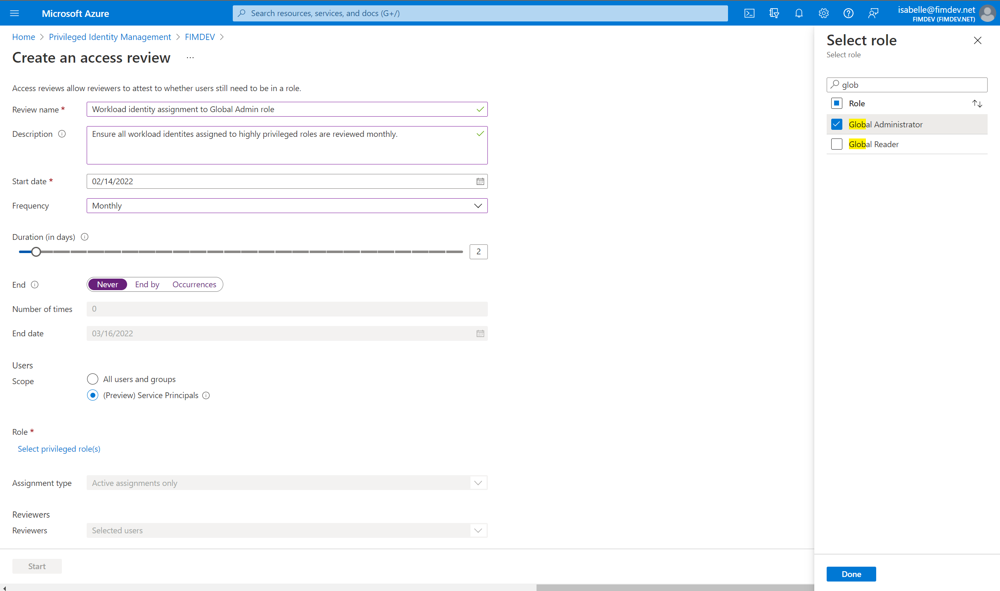 Microsoft Azure
Search resources, services, and docs (G+/)
isabelle@fimdev.net
FIMDEV (FIMDEV.NET)
Home > Privileged Identity Management > FIMDEV >
Create an access review ...
Access reviews allow reviewers to attest to whether users still need to be in a role.
Review name * Workload identity assignment to Global Admin role
Description Ensure all workload identites assigned to highly privileged roles are reviewed monthly.
Start date * 02/14/2022
Frequency Monthly
Duration (in days)
2
End Never End by Occurrences
Number of times 0
End date 03/16/2022
Users
Scope
All users and groups
(Preview) Service Principals
Role *
Select privileged role(s)
Assignment type Active assignments only
Reviewers
Reviewers Selected users
Start
Select role
Select role
glob
Role
Global Administrator
Global Reader
Done